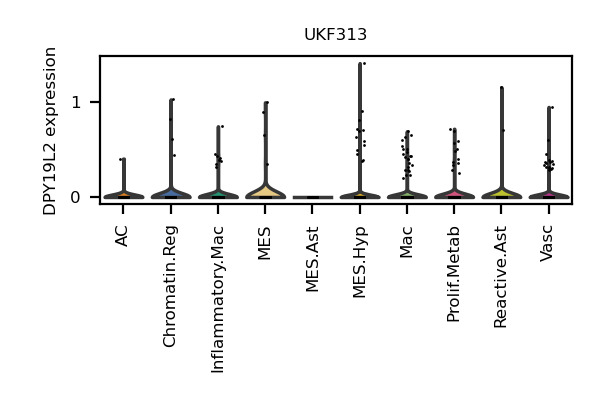 UKF313
DPY19L2 expression
1
0
AC
Chromatin.Reg
Inflammatory.Mac
MES
MES.Ast
MES.Hyp
Mac
Prolif.Metab
Reactive.Ast
Vasc